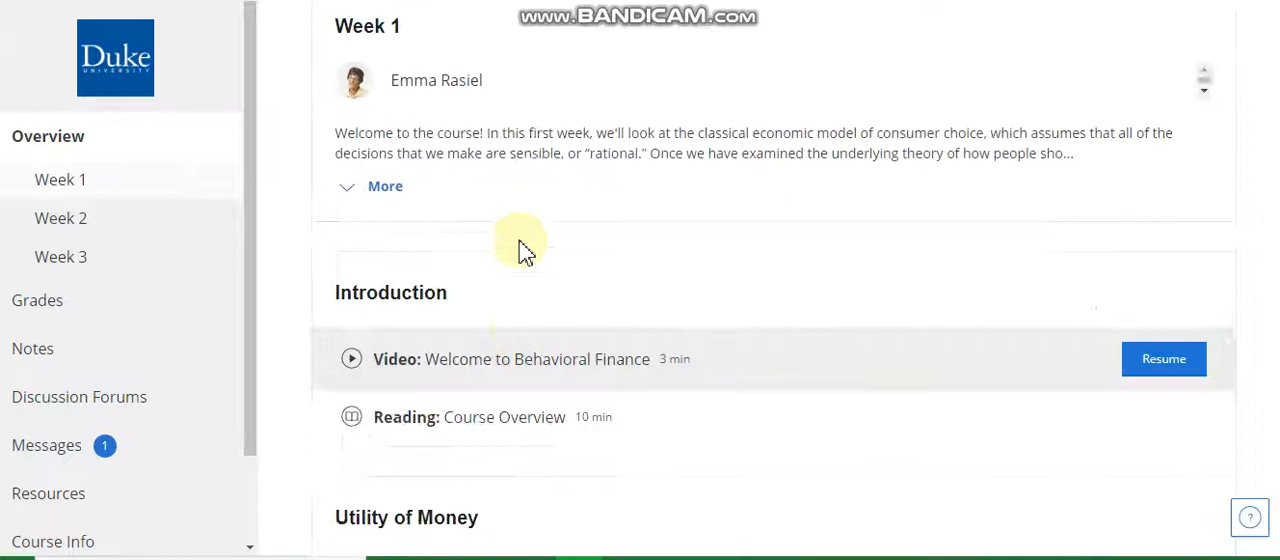 www.BANDICAM.com
Duke
UNIVERSITY
Overview
Week 1
Week 2
Week 3
Grades
Notes
Discussion Forums
Messages 1
Resources
Course Info
Week 1
Emma Rasiel
Welcome to the course! In this first week, we'll look at the classical economic model of consumer choice, which assumes that all of the
decisions that we make are sensible, or “rational.” Once we have examined the underlying theory of how people sho...
More
Introduction
Video: Welcome to Behavioral Finance 3 min
Resume
Reading: Course Overview 10 min
Utility of Money
?